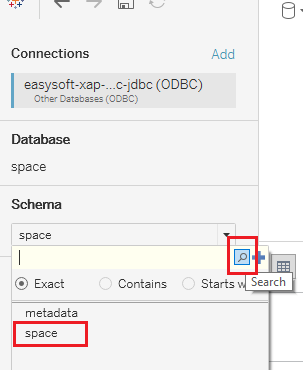 Connections
Add
easysoft-xap-...c-jdbc (ODBC)
Other Databases (ODBC)
Database
space
Schema
space
Exact
Contains
Starts w
Search
metadata
space